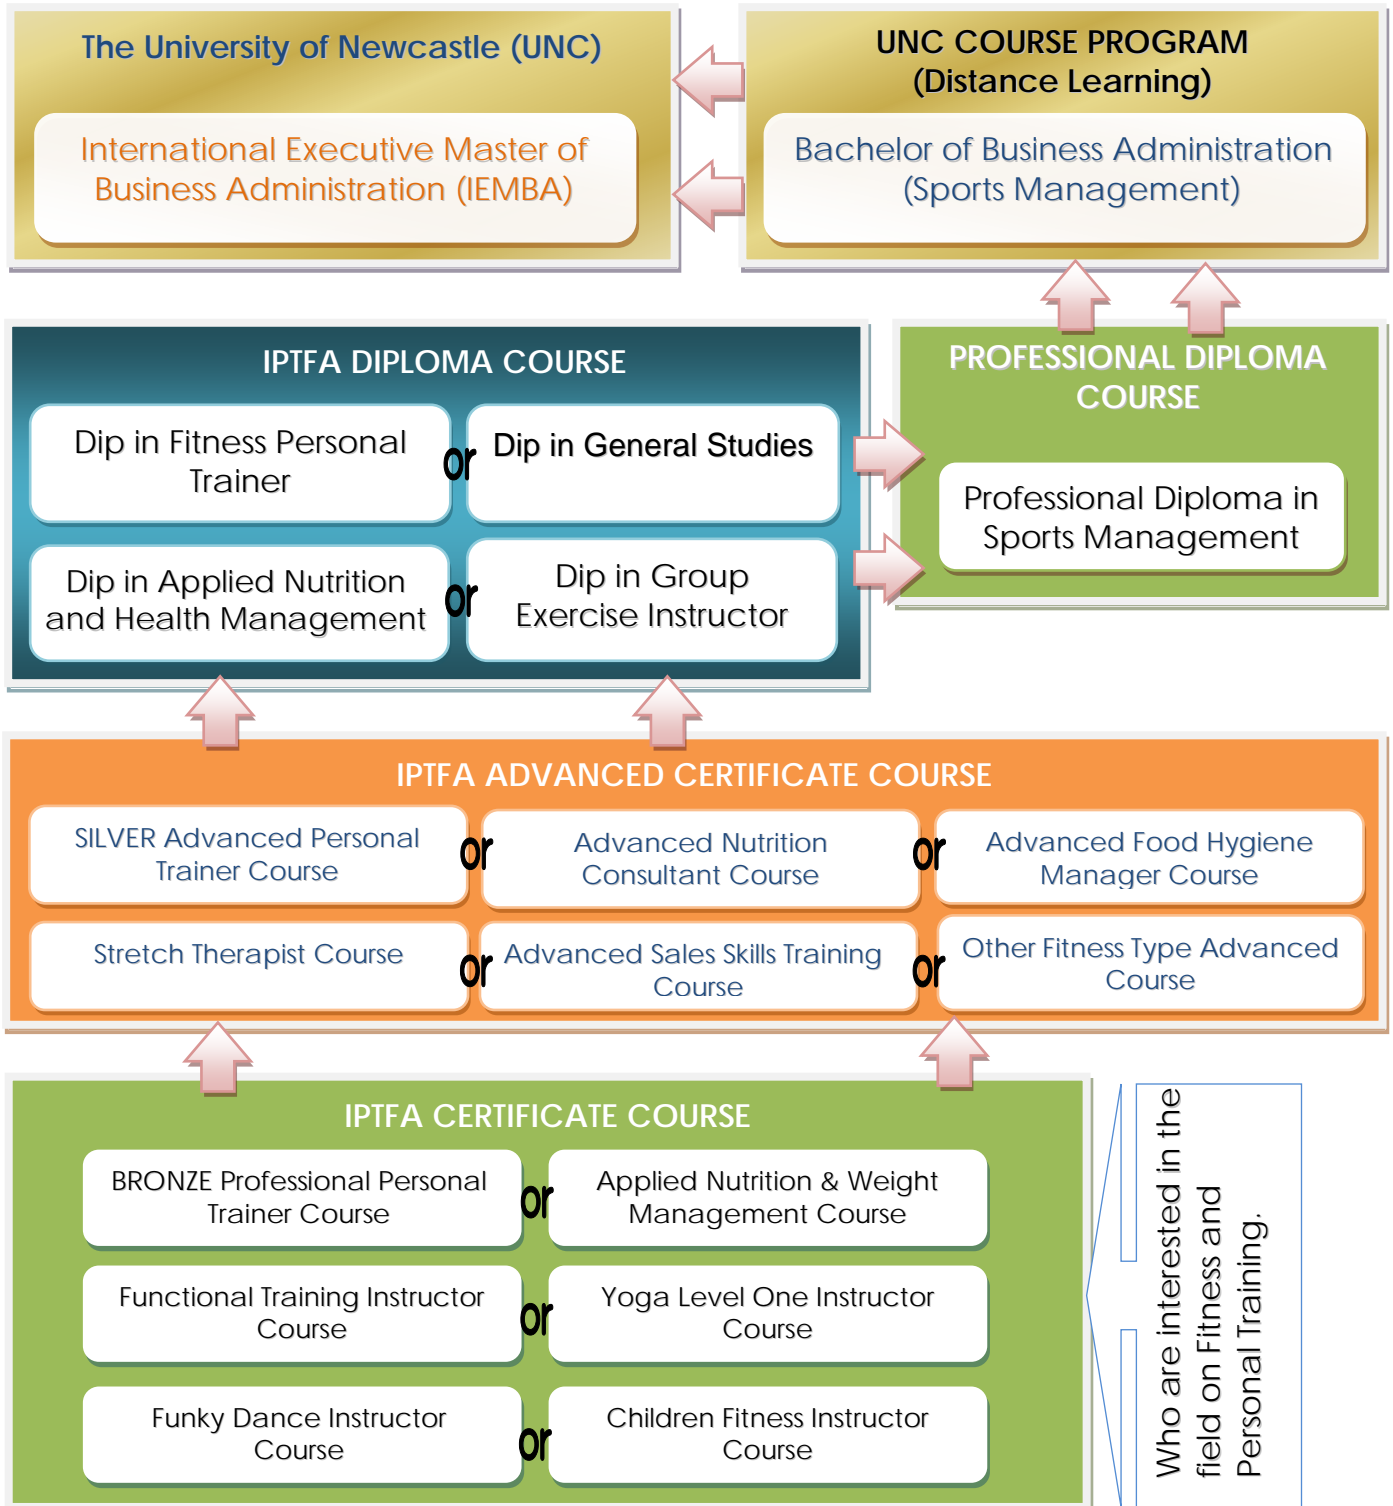 The University of Newcastle (UNC)
International Executive Master of
Business Administration (IEMBA)
UNC COURSE PROGRAM
(Distance Learning)
Bachelor of Business Administration
(Sports Management)
IPTFA DIPLOMA COURSE
Dip in Fitness Personal
Trainer
or
Dip in General Studies
Dip in Applied Nutrition
and Health Management
or
Dip in Group
Exercise Instructor
PROFESSIONAL DIPLOMA
COURSE
Professional Diploma in
Sports Management
IPTFA ADVANCED CERTIFICATE COURSE
SILVER Advanced Personal
Trainer Course
or
Advanced Nutrition
Consultant Course
or
Advanced Food Hygiene
Manager Course
Stretch Therapist Course
or
Advanced Sales Skills Training
Course
or
Other Fitness Type Advanced
Course
IPTFA CERTIFICATE COURSE
BRONZE Professional Personal
Trainer Course
or
Applied Nutrition & Weight
Management Course
Functional Training Instructor
Course
or
Yoga Level One Instructor
Course
Funky Dance Instructor
Course
or
Children Fitness Instructor
Course
Who are interested in the
field on Fitness and
Personal Training.